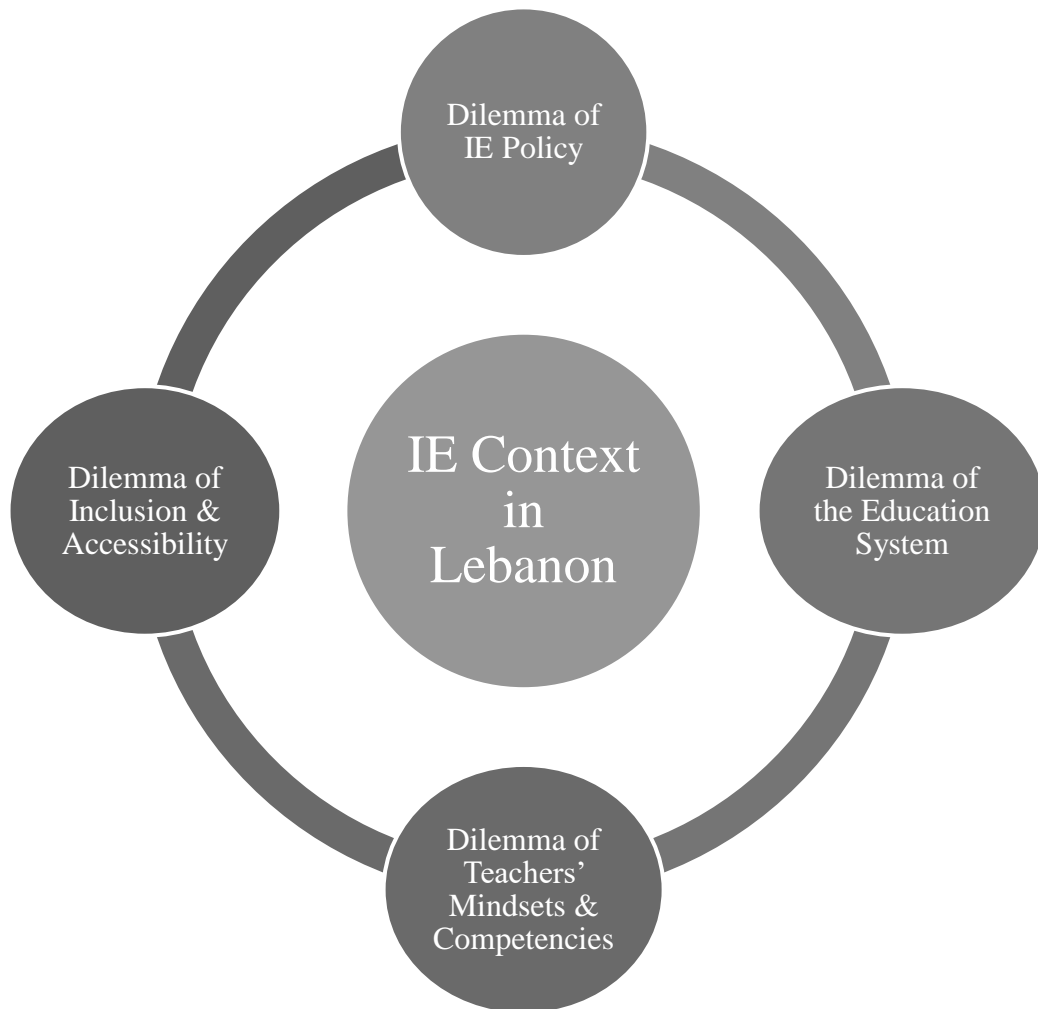 Dilemma of
IE Policy
Dilemma of
Inclusion &
Accessibility
IE Context
in
Lebanon
Dilemma of
the Education
System
Dilemma of
Teachers’
Mindsets &
Competencies